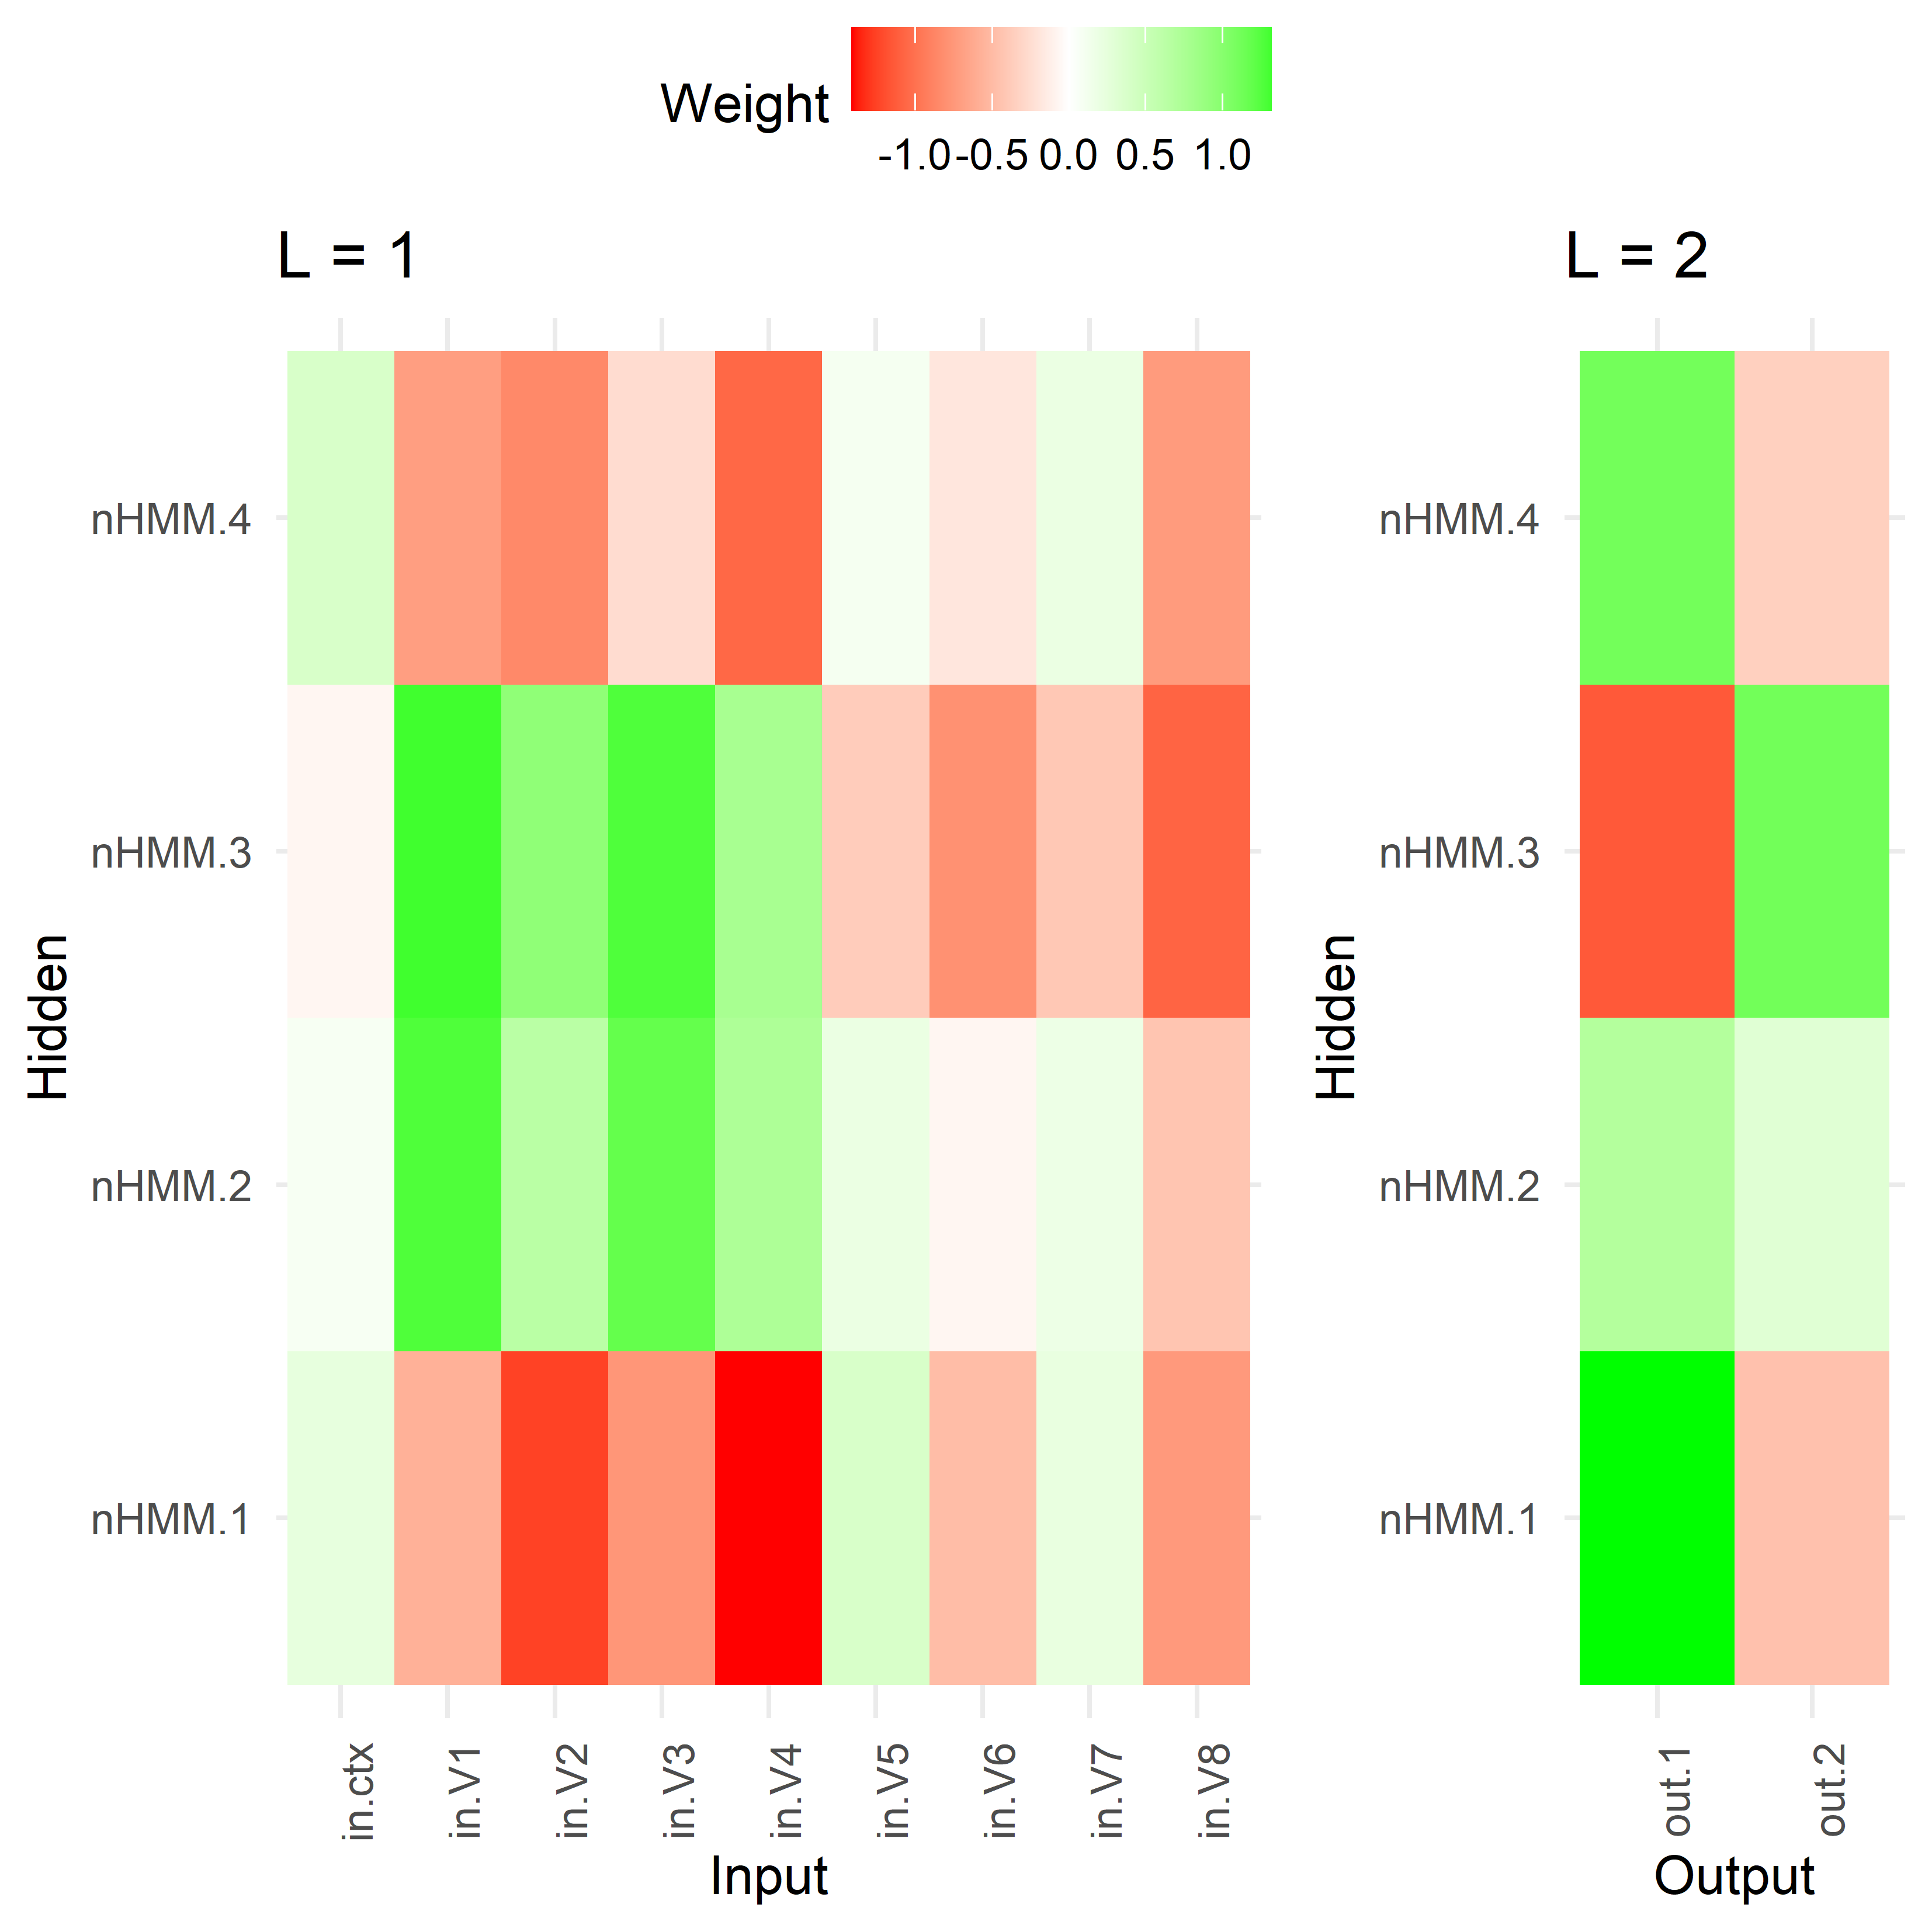 Weight
-1.0 -0.5 0.0 0.5 1.0
L = 1
L = 2
Hidden
nHMM.4
nHMM.3
nHMM.2
nHMM.1
in.ctx
in.V1
in.V2
in.V3
in.V4
in.V5
in.V6
in.V7
in.V8
Input
Hidden
nHMM.4
nHMM.3
nHMM.2
nHMM.1
out.1
out.2
Output